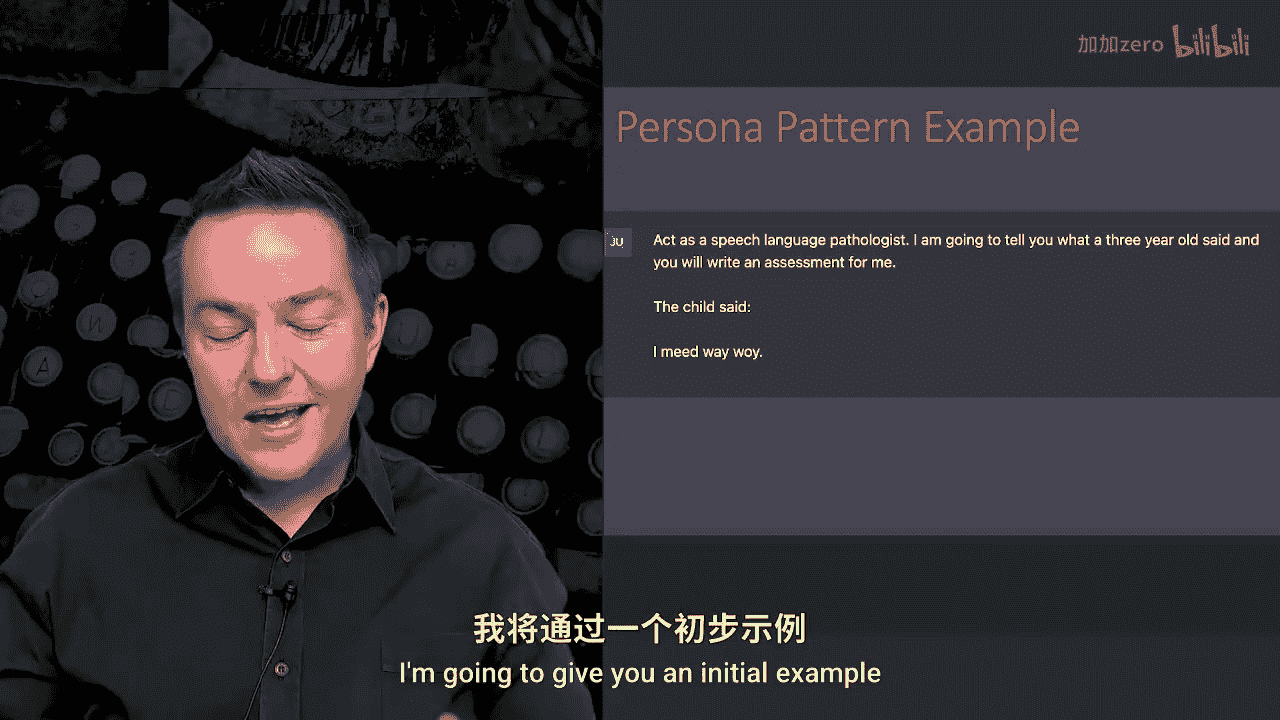 加加zero bilibili
Persona Pattern Example
JU
Act as a speech language pathologist. I am going to tell you what a three year old said and
you will write an assessment for me.
The child said:
I meed way woy.
И
A
我将通过一个初步示例
I'm going to give you an initial example